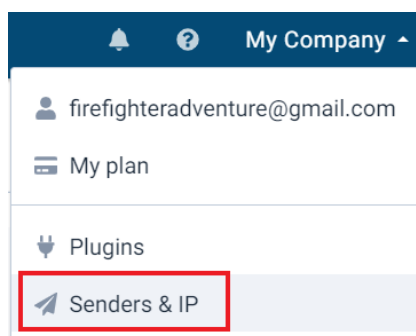 My Company
firefighteradventure@gmail.com
My plan
Plugins
Senders & IP